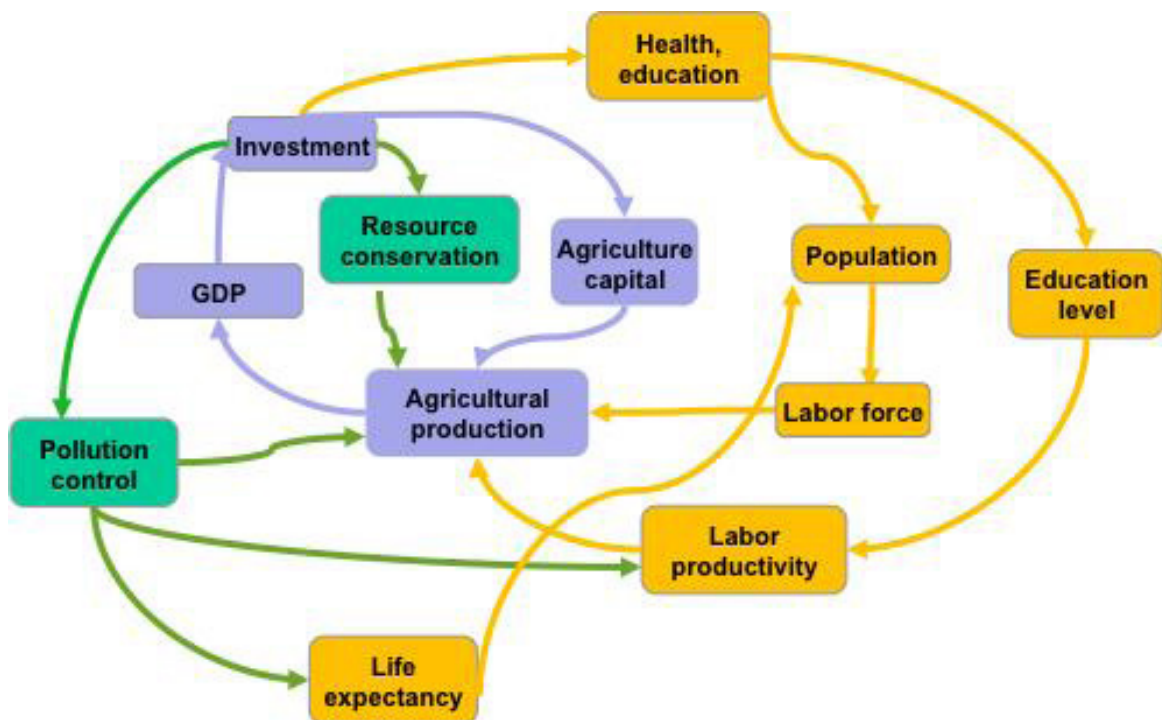 Health,
education
Investment
Resource
conservation
Agriculture
capital
Population
Education
level
GDP
Agricultural
production
Labor force
Pollution
control
Labor
productivity
Life
expectancy